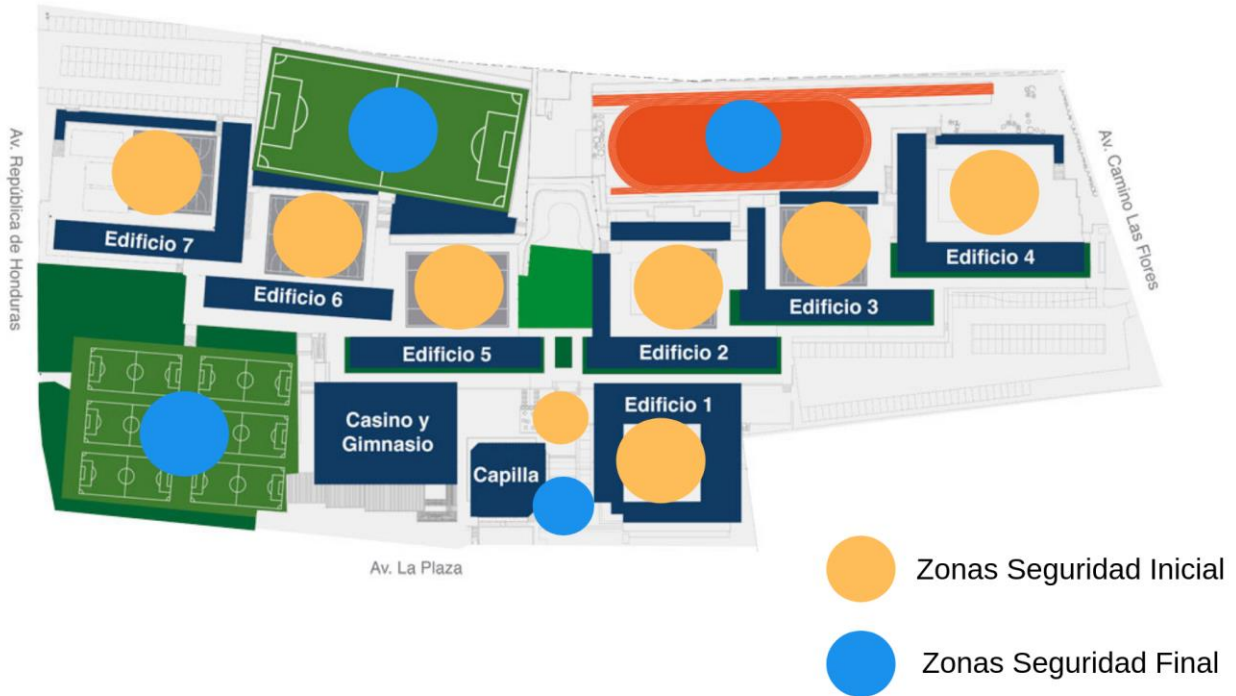 Av. República de Honduras
Edificio 7
Edificio 6
Edificio 5
Edificio 4
Edificio 3
Edificio 2
Edificio 1
Casino y
Gimnasio
Capilla
Av. Camino Las Flores
Av. La Plaza
Zonas Seguridad Inicial
Zonas Seguridad Final